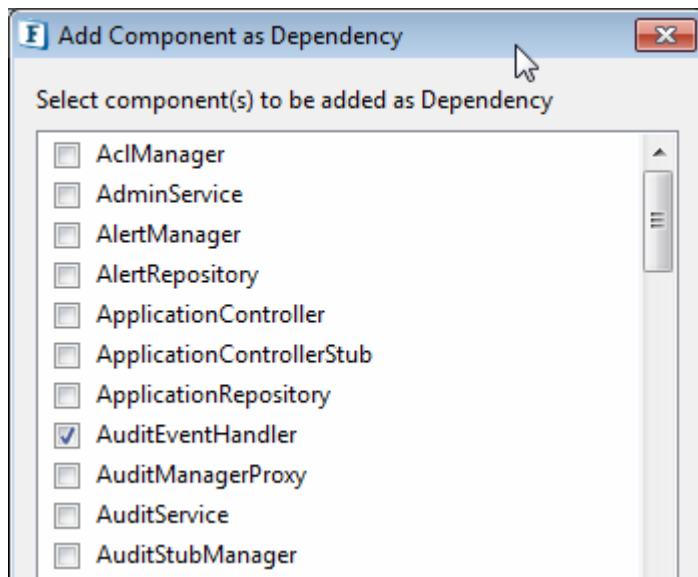 F Add Component as Dependency
Select component(s) to be added as Dependency
AclManager
AdminService
AlertManager
AlertRepository
ApplicationController
ApplicationControllerStub
ApplicationRepository
AuditEventHandler
AuditManagerProxy
AuditService
AuditStubManager